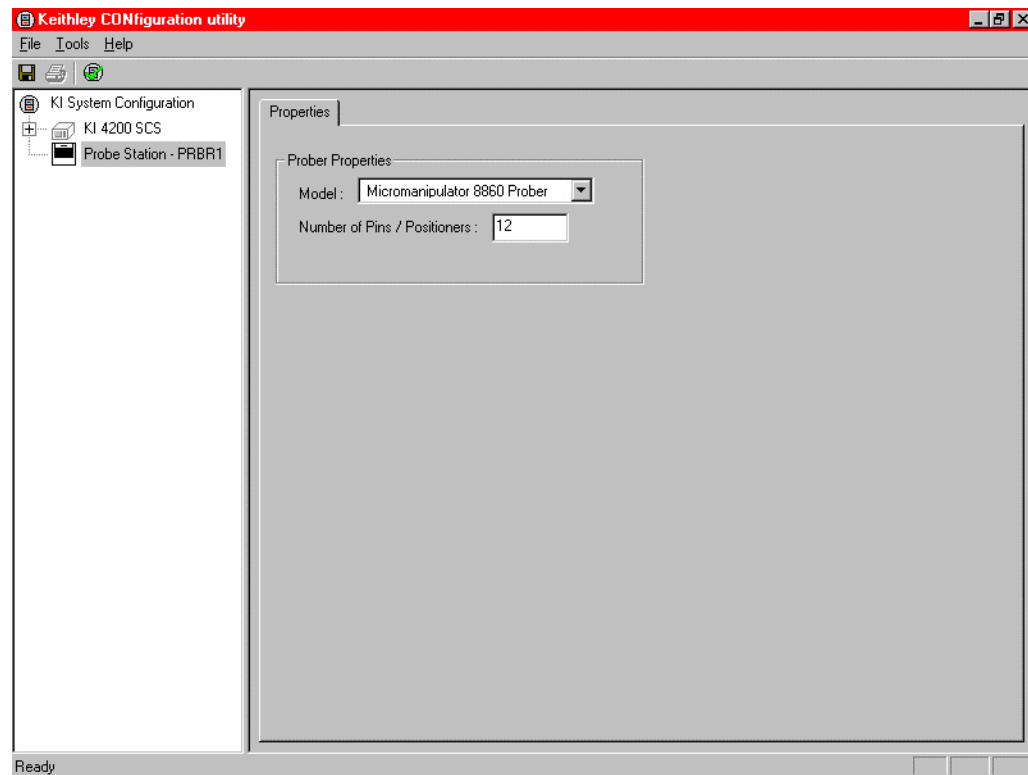 Keithley CONfiguration utility
File Tools Help
KI System Configuration
KI 4200 SCS
Probe Station - PRBR1
Properties
Prober Properties
Model : Micromanipulator 8860 Prober
Number of Pins / Positioners : 12
Ready